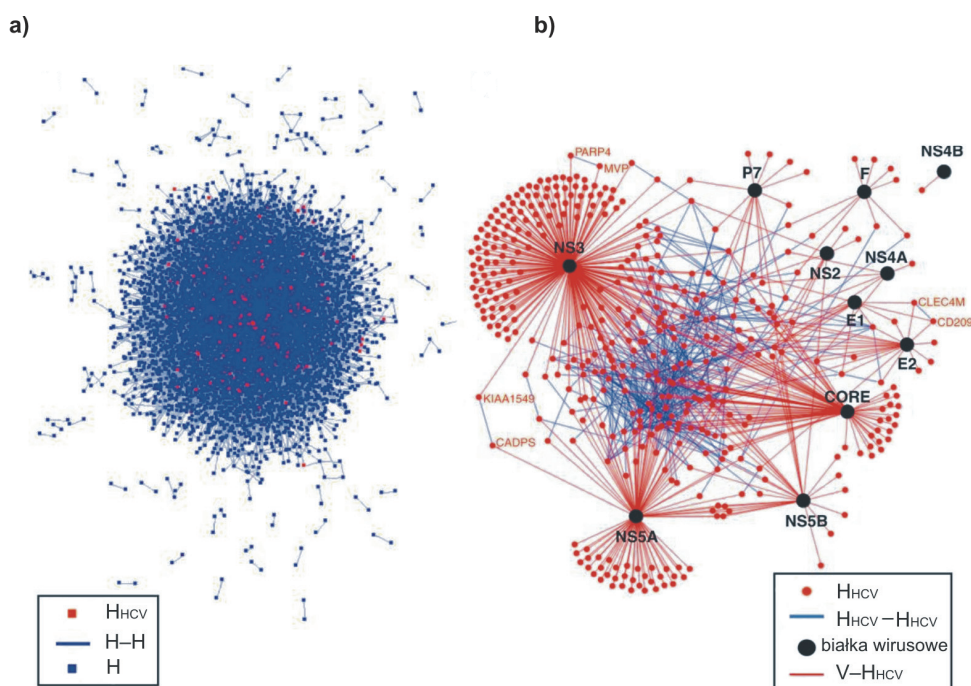 a)
b)
PARP4
MVP
NS4B
P7
F
NS3
NS2
NS4A
CLEC4M
E1
CD209
E2
CORE
KIAA1549
CADPS
NS5A
NS5B
HHCV
H–H
H
HHCV
HHCV – HHCV
białka wirusowe
V–HHCV